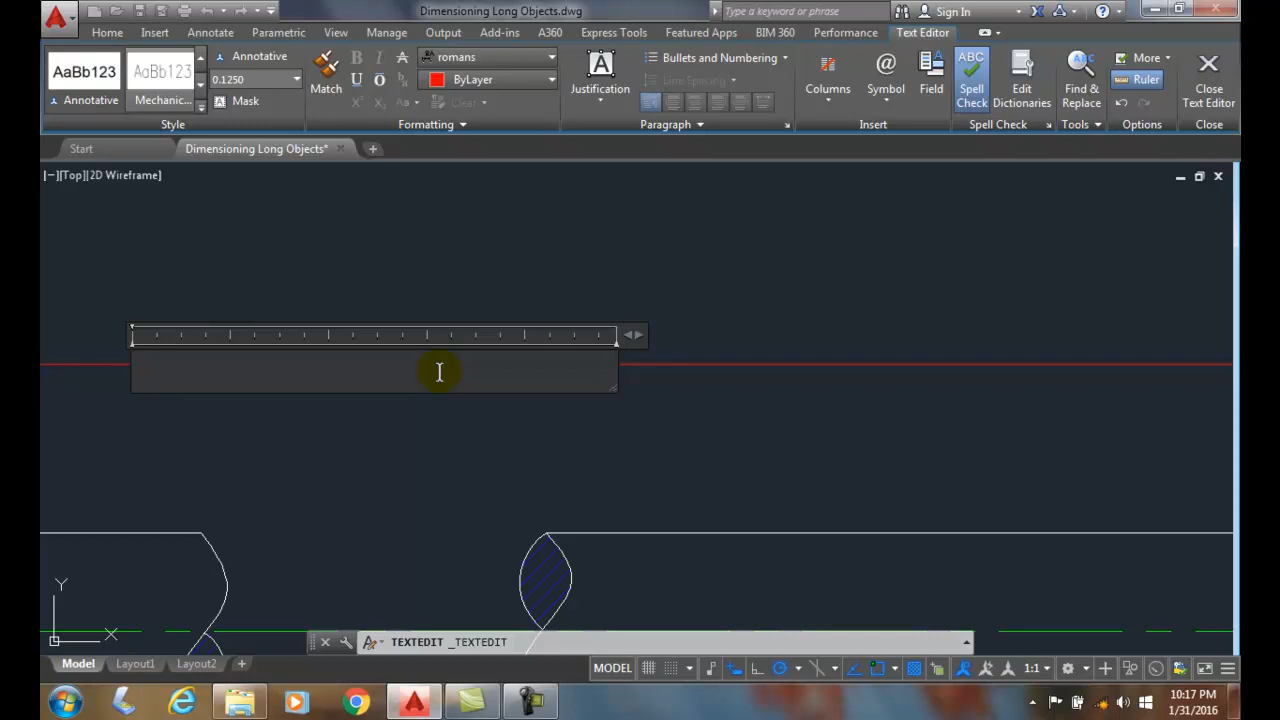 Dimensioning Long Objects.dwg
Type a keyword or phrase
Sign In
Home Insert Annotate Parametric View Manage Output Add-ins A360 Express Tools Featured Apps BIM 360 Performance Text Editor
AaBb123 AaBb123
Annotative Mechanic...
Annotative
0.1250
Mask
Style
Match
romans
ByLayer
Clear
Formatting
Justification
Bullets and Numbering
Line Spacing
Paragraph
Columns Symbol Field
Insert
ABC
Spell Check
Edit Dictionaries
Spell Check
Find & Replace
Tools
More
Ruler
Options
Close Text Editor
Close
Start Dimensioning Long Objects*
[−][Top][2D Wireframe]
Y
X
TEXTEDIT _TEXTEDIT
Model Layout1 Layout2
MODEL
1:1
10:17 PM
1/31/2016